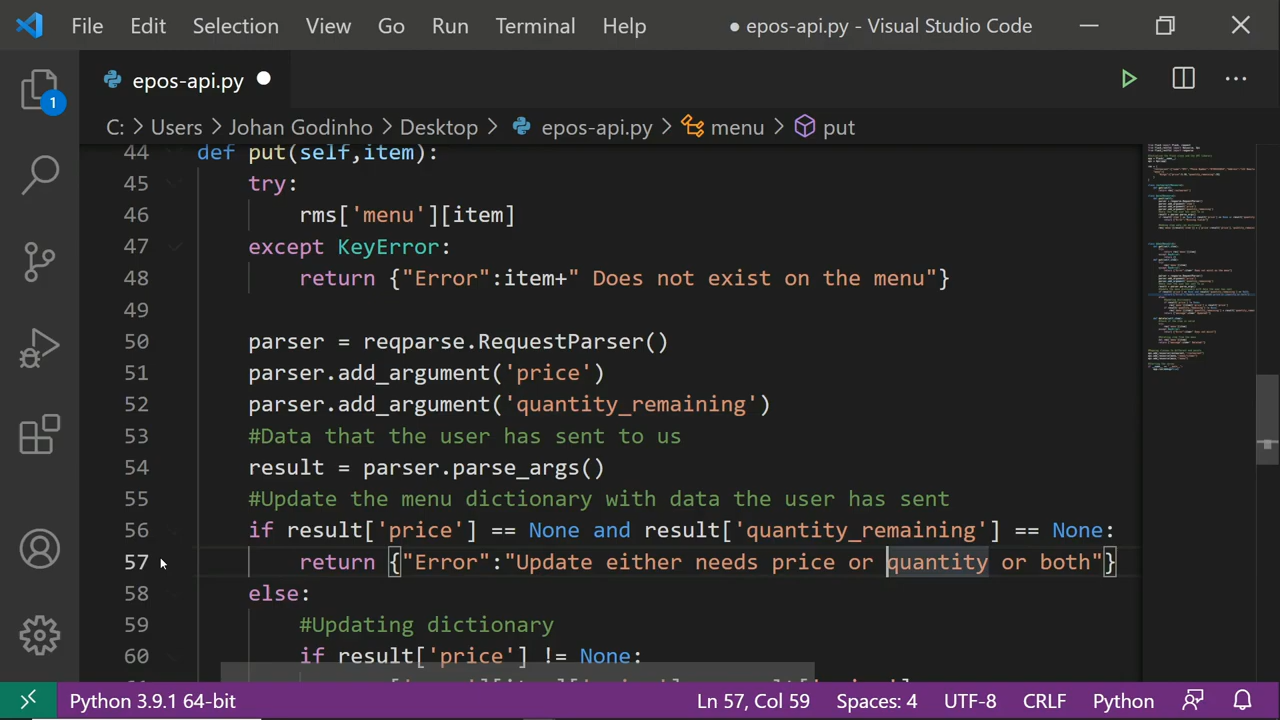 File Edit Selection View Go Run Terminal Help ● epos-api.py - Visual Studio Code
epos-api.py ●
1
C: > Users > Johan Godinho > Desktop > epos-api.py > menu > put
44 def put(self,item):
45 try:
46 rms['menu'][item]
47 except KeyError:
48 return {"Error":item+" Does not exist on the menu"}
49
50 parser = reqparse.RequestParser()
51 parser.add_argument('price')
52 parser.add_argument('quantity_remaining')
53 #Data that the user has sent to us
54 result = parser.parse_args()
55 #Update the menu dictionary with data the user has sent
56 if result['price'] == None and result['quantity_remaining'] == None:
57 return {"Error":"Update either needs price or quantity or both"}
58 else:
59 #Updating dictionary
60 if result['price'] != None:
Python 3.9.1 64-bit Ln 57, Col 59 Spaces: 4 UTF-8 CRLF Python